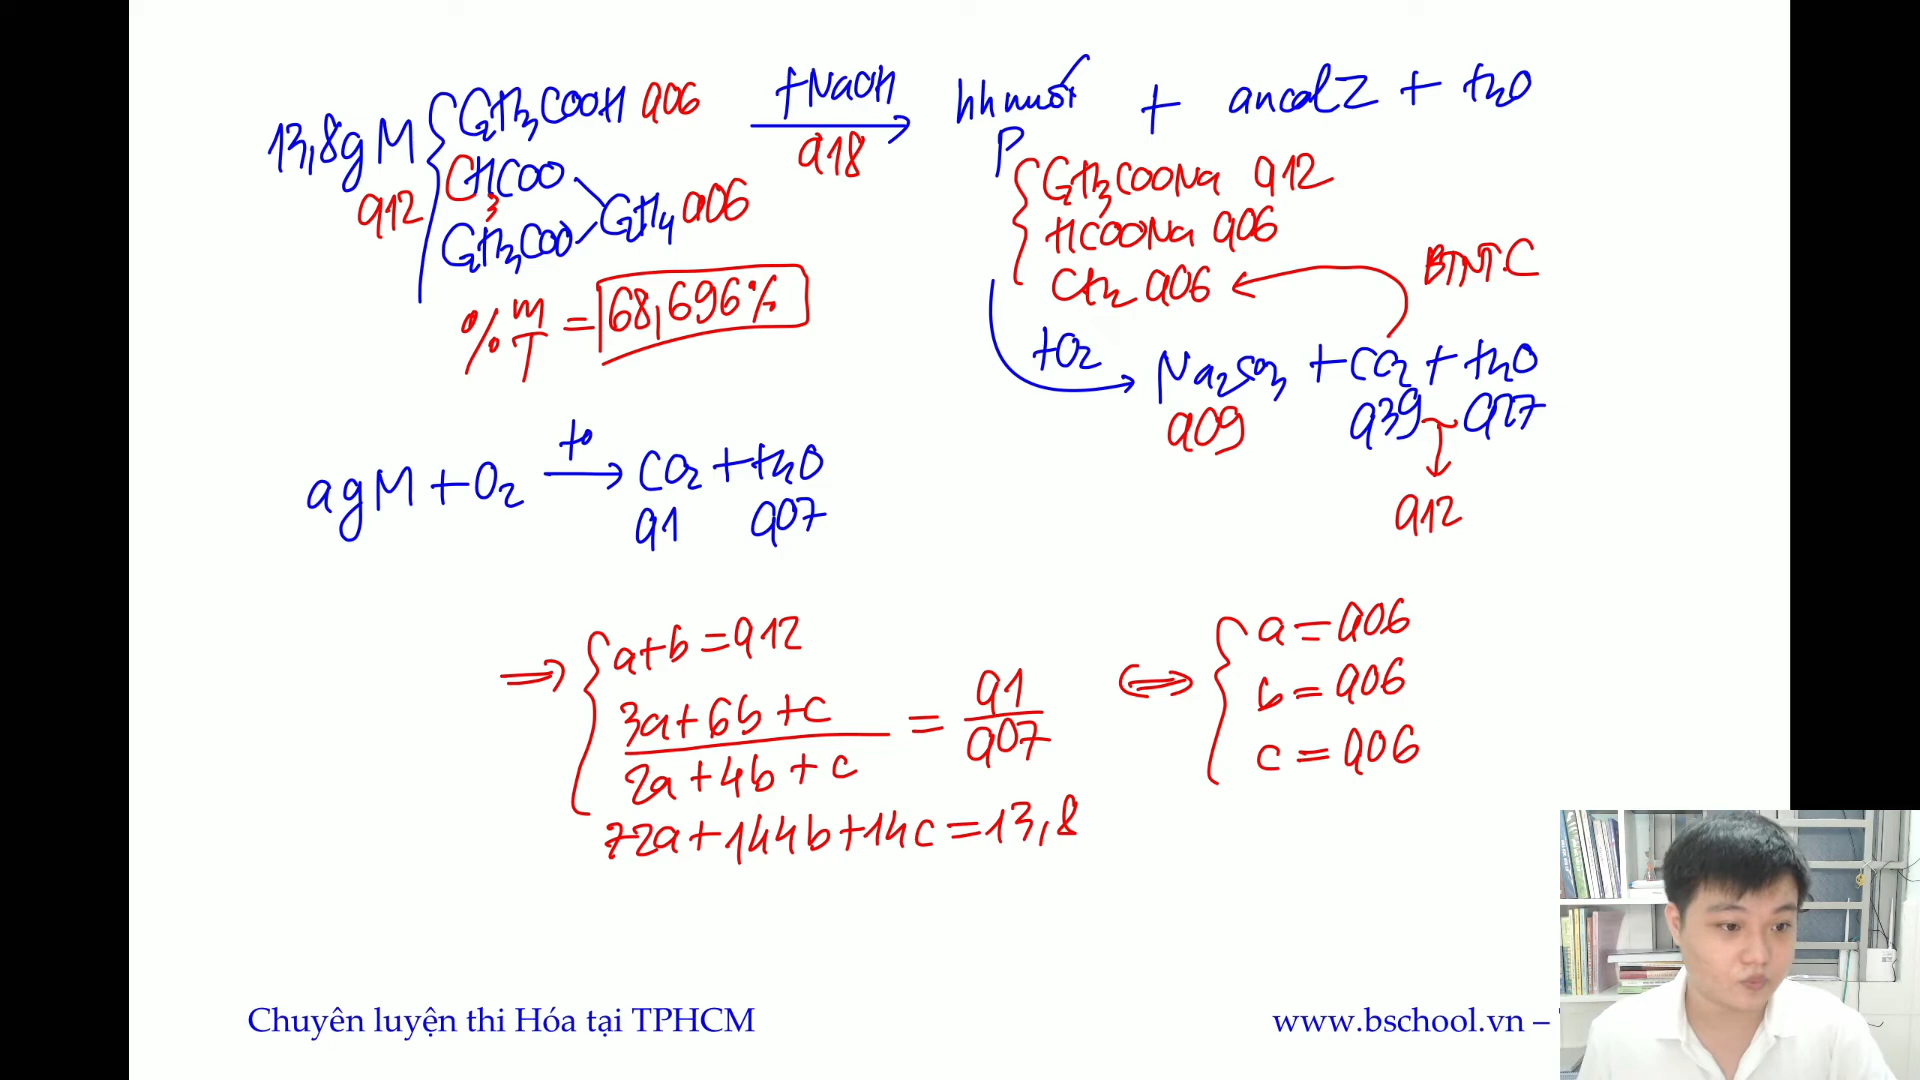 13,8g M
0,12
C2H3COOH 0,06
CH3COO
C2H3COO
C2H4 0,06
+NaOH
0,18
hh muối + ancol Z + H2O
P
C2H3COONa 0,12
HCOONa 0,06
CH2 0,06
BTNT.C
%mT = 68,696%
+O2
Na2CO3 + CO2 + H2O
0,09 0,39 0,27
0,12
a g M + O2 t° CO2 + H2O
0,1 0,07
=> { a+b = 0,12
3a+6b+c / 2a+4b+c = 0,1 / 0,07
72a+144b+14c = 13,8
<=> { a = 0,06
b = 0,06
c = 0,06
Chuyên luyện thi Hóa tại TPHCM
www.bschool.vn –